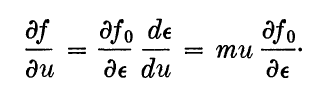 ∂f/∂u = ∂f₀/∂ϵ dϵ/du = mu ∂f₀/∂ϵ.